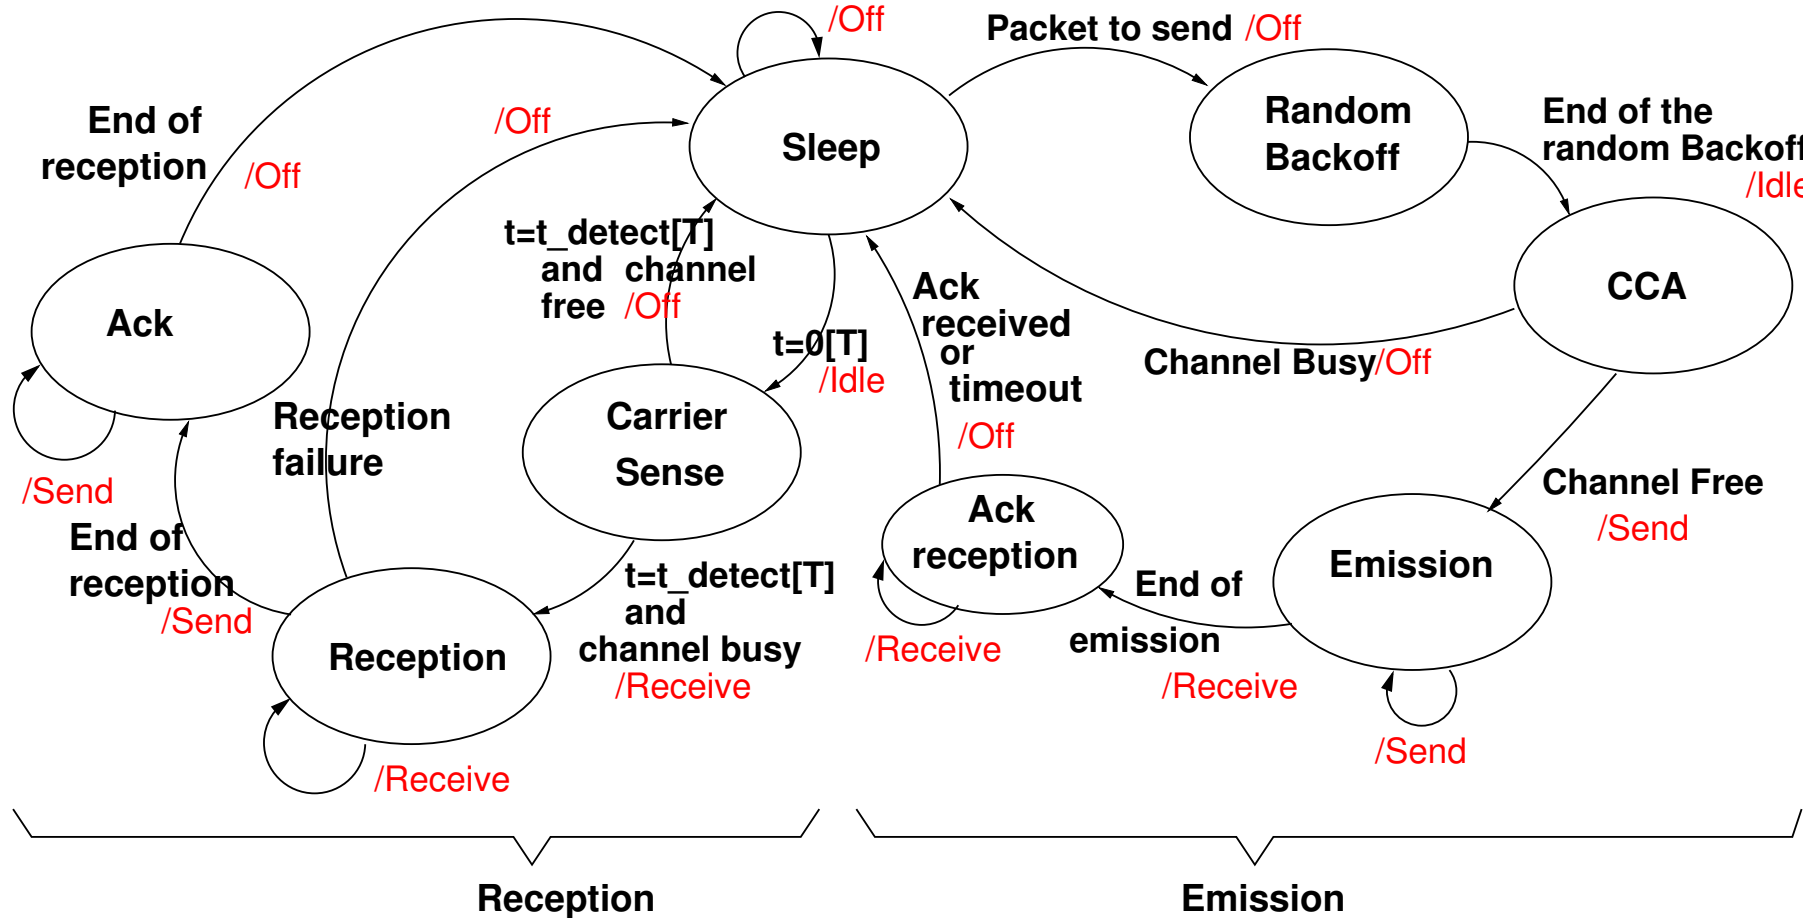 /Off
Packet to send /Off
End of
reception
/Off
/Off
Sleep
Random
Backoff
End of the
random Backoff
/Idle
t=t_detect[T]
and channel
free /Off
t=0[T]
/Idle
Ack
received
or
timeout
/Off
CCA
Channel Busy/Off
Ack
/Send
Reception
failure
Carrier
Sense
Channel Free
/Send
End of
reception
/Send
t=t_detect[T]
and
channel busy
/Receive
Ack
reception
/Receive
End of
emission
/Receive
Emission
/Send
Reception
/Receive
Reception
Emission